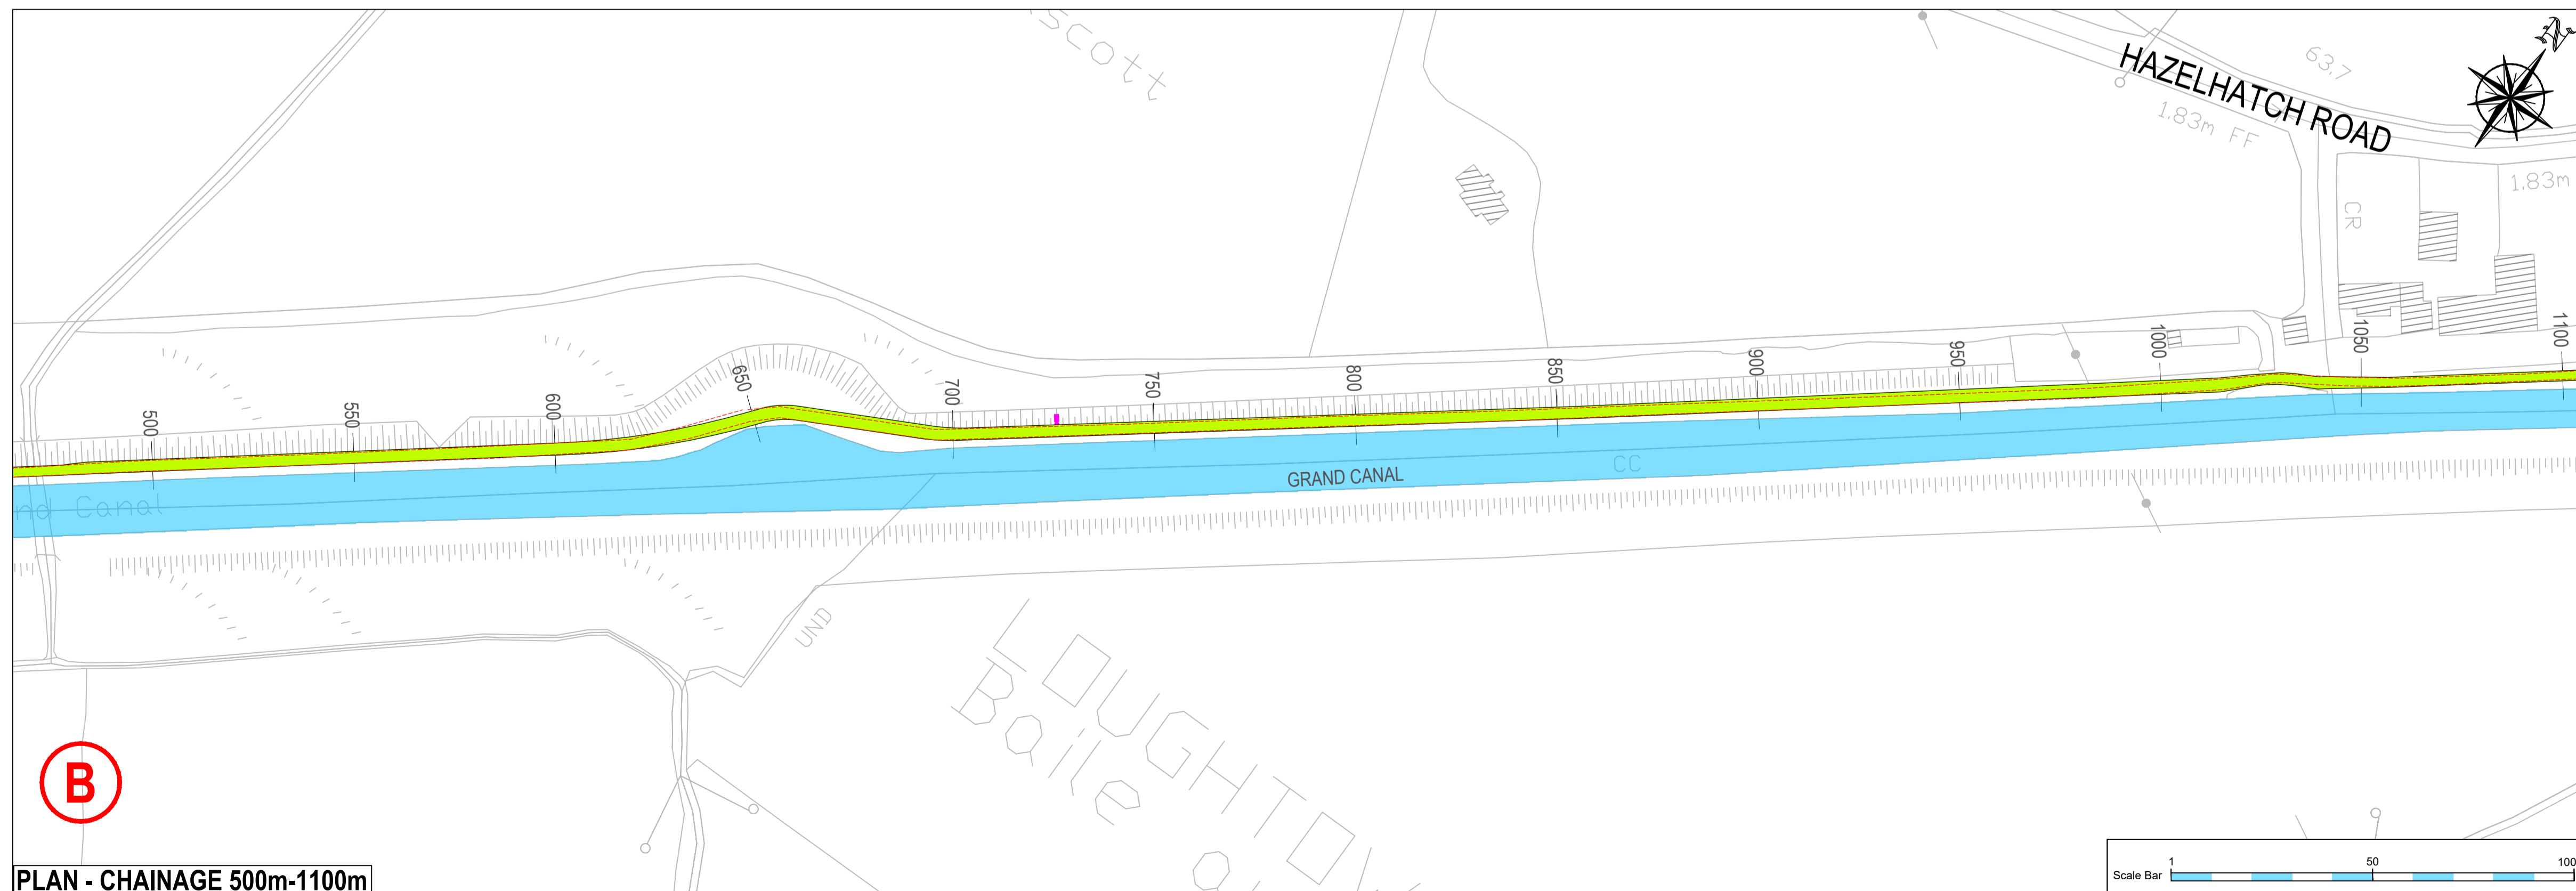 scott
HAZELHATCH ROAD
63.7
1.83m FF
1.83m
CR
N
500
550
600
650
700
750
800
850
900
950
1000
1050
1100
nd Canal
GRAND CANAL
CC
UND
LOUGHTO
Baile
B
PLAN - CHAINAGE 500m-1100m
Scale Bar
1 50 100